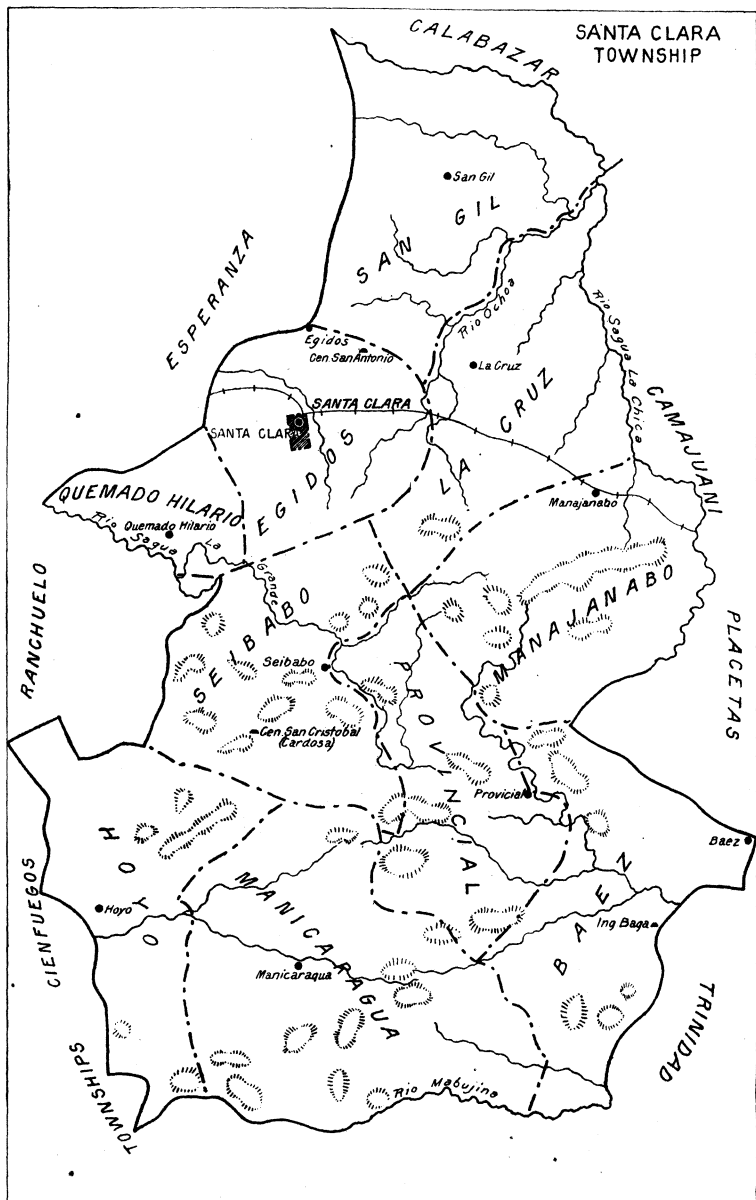 SANTA CLARA
TOWNSHIP
CALABAZAR
San Gil
SAN GIL
ESPERANZA
Rio Ochoa
Rio Sagua La Chica
Egidos
Cen. San Antonio
La Cruz
CAMAJUANI
SANTA CLARA
SANTA CLARA
EGIDOS
LA CRUZ
QUEMADO HILARIO
Manajanabo
Quemado Hilario
Rio Sagua La Grande
MANAJANABO
PLACETAS
RANCHUELO
SEIBABO
Seibabo
PROVINCIAL
Cen. San Cristobal
(Cardosa)
Provicial
HOYO
Baez
MANICARAGUA
BAEZ
CIENFUEGOS
Hoyo
Ing. Baga
Manicaraqua
TRINIDAD
TOWNSHIPS
Rio Mabujina